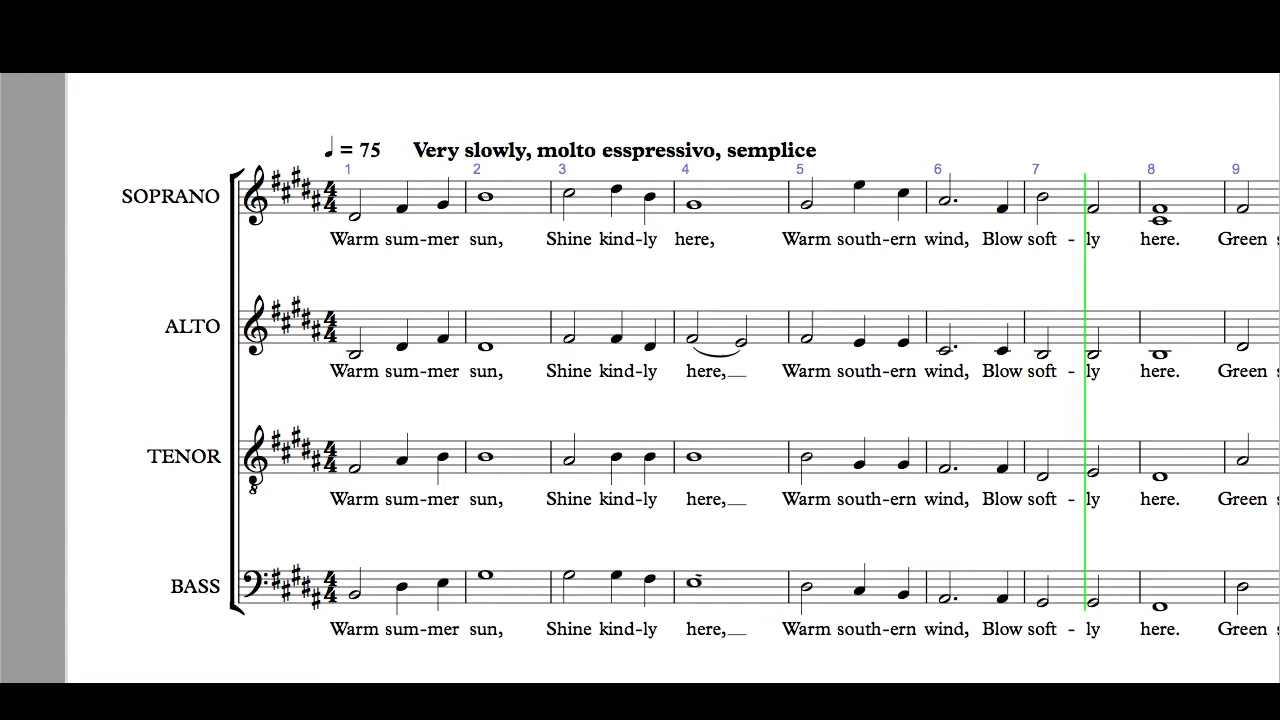 ♩ = 75 Very slowly, molto esspressivo, semplice
1 2 3 4 5 6 7 8 9
SOPRANO
Warm sum-mer sun, Shine kind-ly here, Warm south-ern wind, Blow soft - ly here. Green
ALTO
Warm sum-mer sun, Shine kind-ly here,__ Warm south-ern wind, Blow soft - ly here. Green
TENOR
8
Warm sum-mer sun, Shine kind-ly here,__ Warm south-ern wind, Blow soft - ly here. Green
BASS
Warm sum-mer sun, Shine kind-ly here,__ Warm south-ern wind, Blow soft - ly here. Green